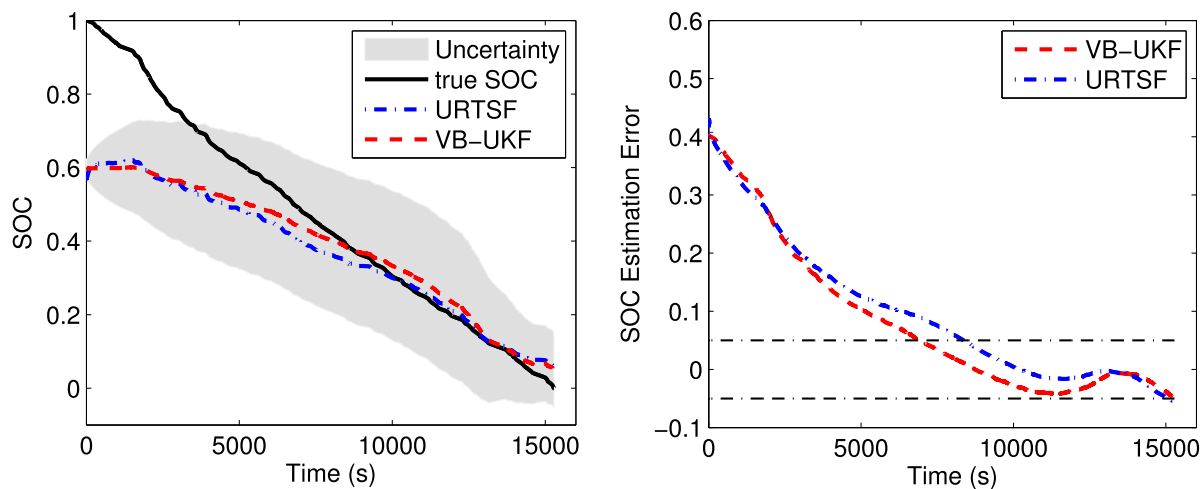 1
0.8
0.6
0.4
0.2
0
SOC
0
5000
10000
15000
Time (s)
Uncertainty
true SOC
URTSF
VB-UKF
0.6
0.5
0.4
0.3
0.2
0.1
0
−0.1
SOC Estimation Error
0
5000
10000
15000
Time (s)
VB−UKF
URTSF